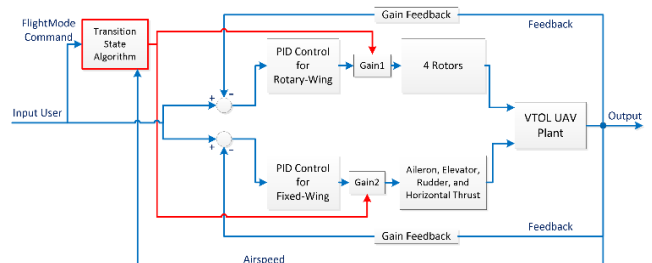 FlightMode
Command
Transition
State
Algorithm
Gain Feedback
Feedback
PID Control
for
Rotary-Wing
Gain1
4 Rotors
Input User
+
−
VTOL UAV
Plant
Output
+
−
PID Control
for
Fixed-Wing
Gain2
Aileron, Elevator,
Rudder, and
Horizontal Thrust
Feedback
Gain Feedback
Airspeed